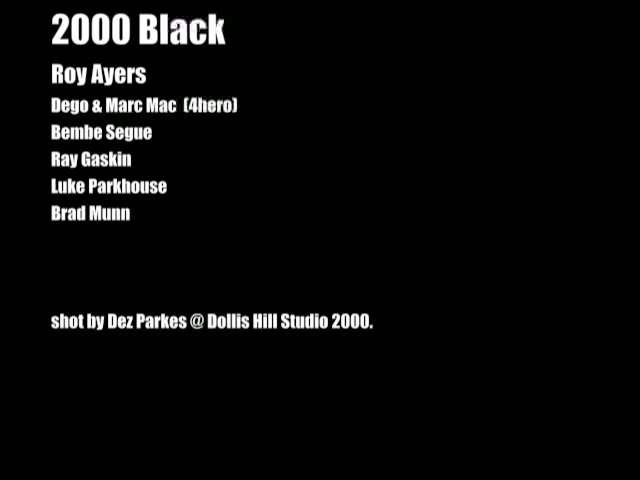 2000 Black
Roy Ayers
Dego & Marc Mac (4hero)
Bembe Segue
Ray Gaskin
Luke Parkhouse
Brad Munn
shot by Dez Parkes @ Dollis Hill Studio 2000.